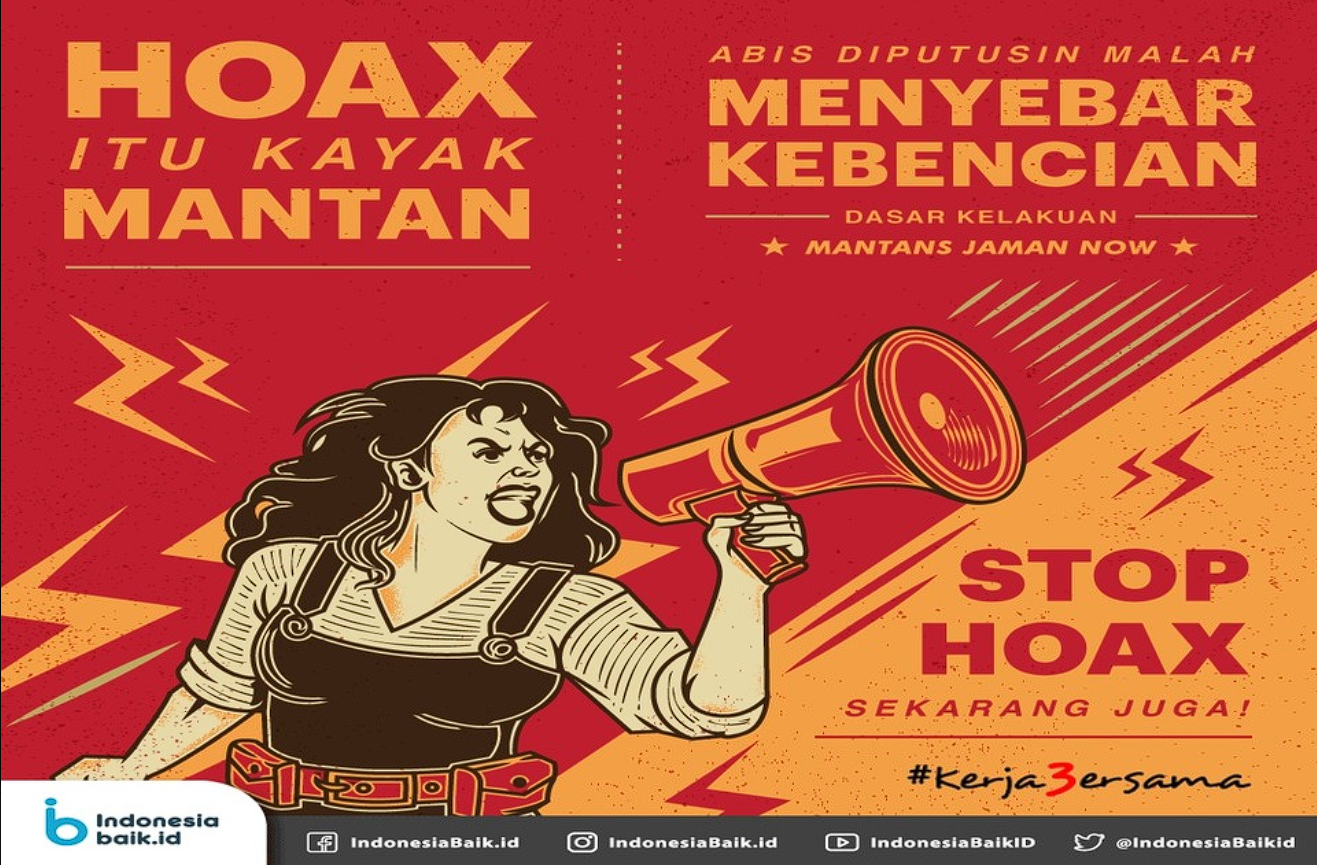 HOAX
ITU KAYAK
MANTAN
ABIS DIPUTUSIN MALAH
MENYEBAR
KEBENCIAN
DASAR KELAKUAN
MANTANS JAMAN NOW
STOP
HOAX
SEKARANG JUGA!
#Kerja3ersama
Indonesia
baik.id
IndonesiaBaik.id
IndonesiaBaik.id
IndonesiaBaikID
@IndonesiaBaikid